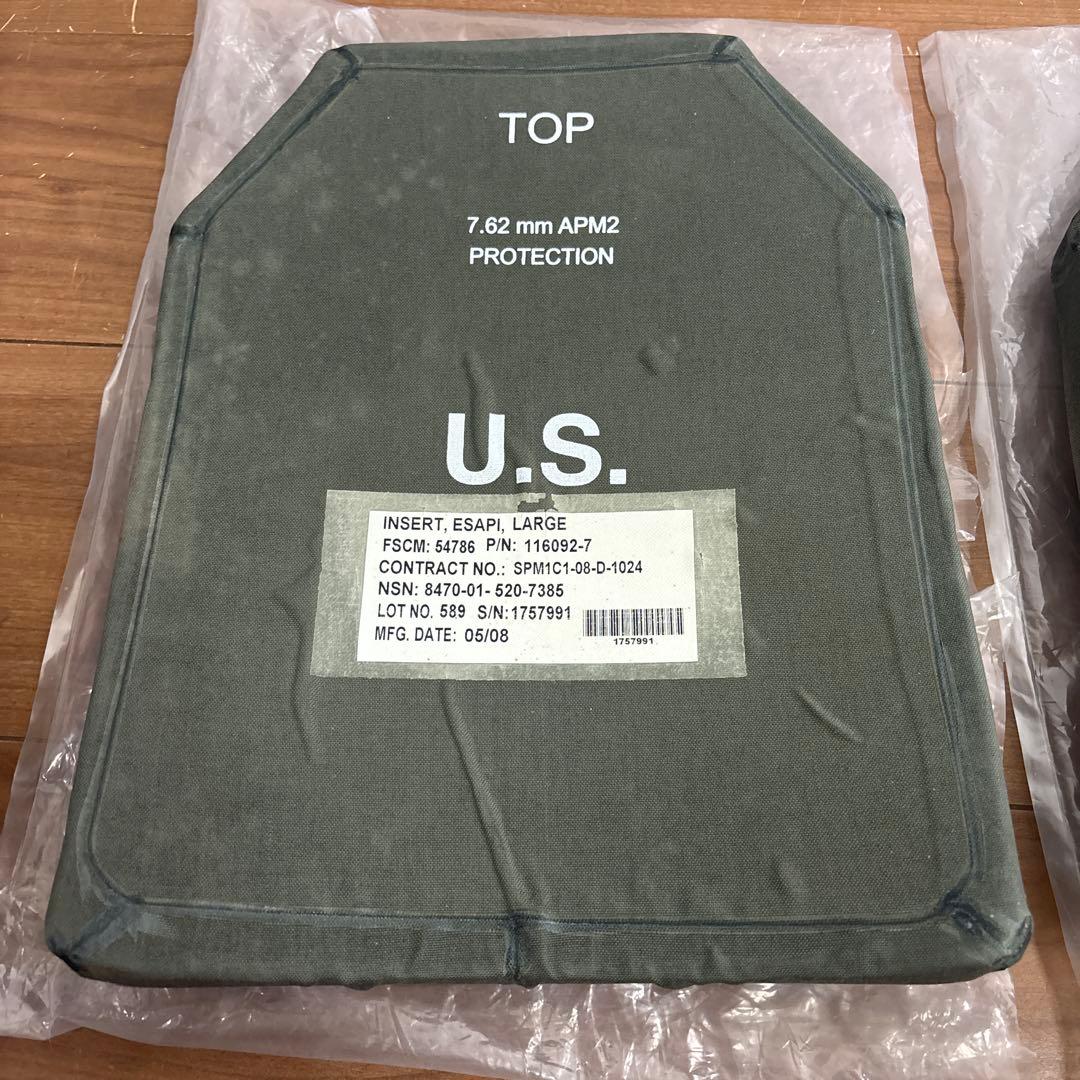 TOP
7.62 mm APM2
PROTECTION
U.S.
INSERT, ESAPI, LARGE
FSCM: 54786 P/N: 116092-7
CONTRACT NO.: SPM1C1-08-D-1024
NSN: 8470-01- 520-7385
LOT NO. 589 S/N:1757991
MFG. DATE: 05/08
1757991